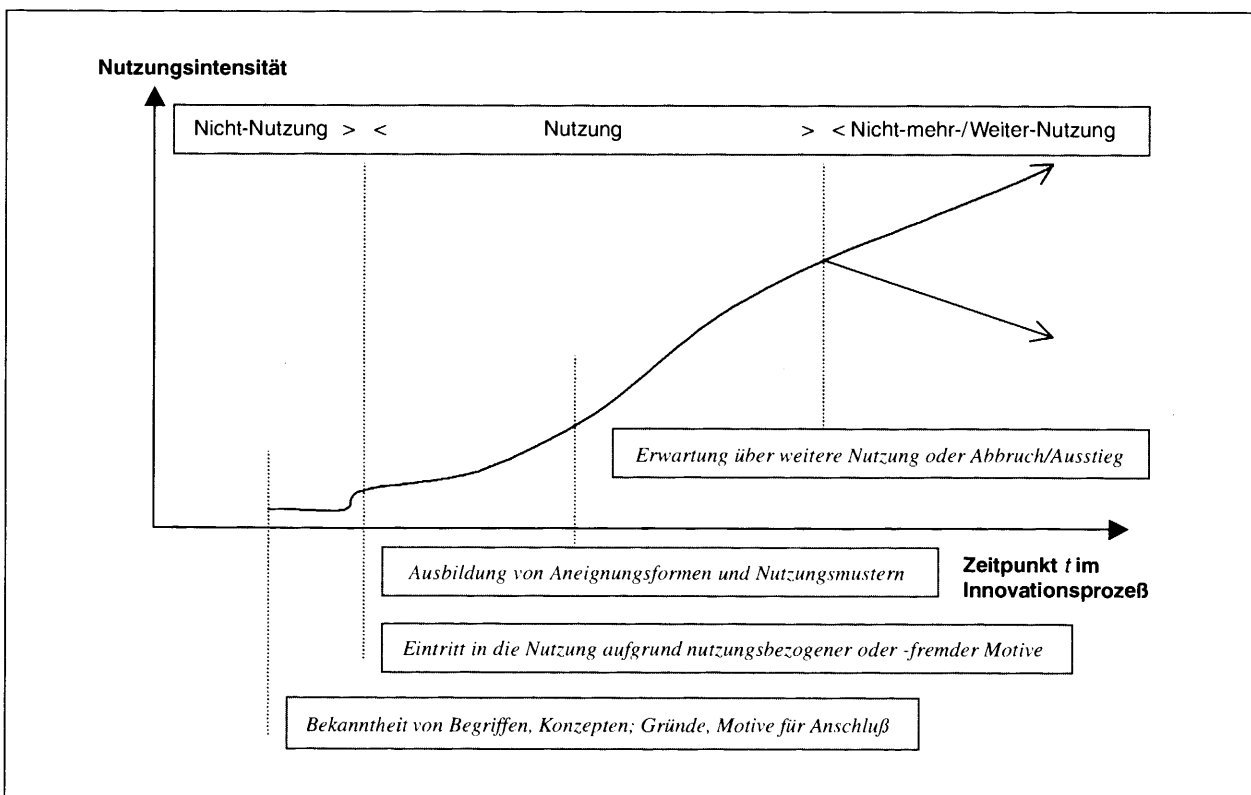 Nutzungsintensität
Nicht-Nutzung > < Nutzung > < Nicht-mehr-/Weiter-Nutzung
Erwartung über weitere Nutzung oder Abbruch/Ausstieg
Ausbildung von Aneignungsformen und Nutzungsmustern
Zeitpunkt t im
Innovationsprozeß
Eintritt in die Nutzung aufgrund nutzungsbezogener oder -fremder Motive
Bekanntheit von Begriffen, Konzepten; Gründe, Motive für Anschluß